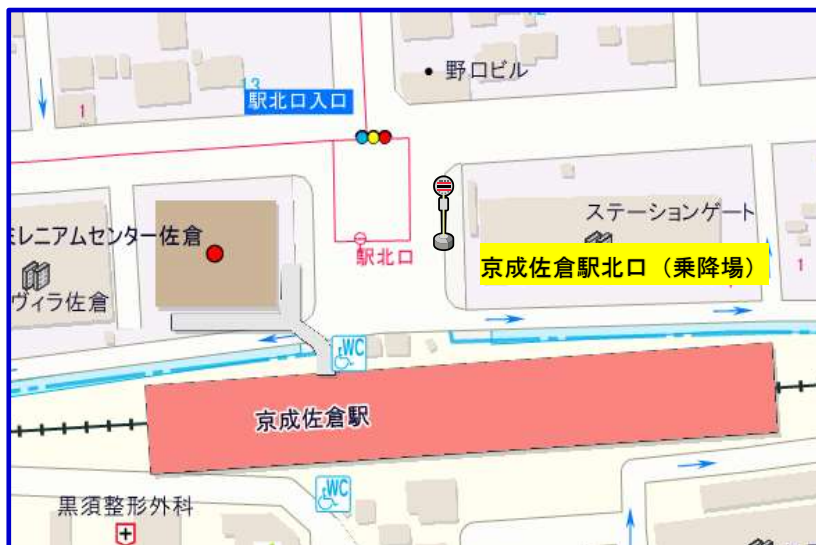 野口ビル
13
駅北口入口
1
ステーションゲート
ミレニアムセンター佐倉
駅北口
京成佐倉駅北口（乗降場）
1
ヴィラ佐倉
WC
京成佐倉駅
WC
黒須整形外科